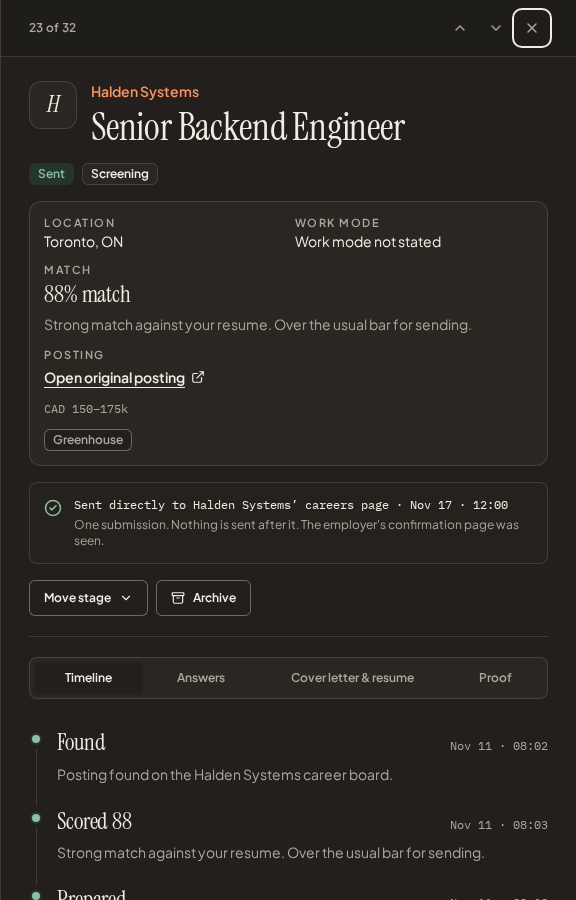 23 of 32
H
Halden Systems
Senior Backend Engineer
Sent
Screening
LOCATION
Toronto, ON
WORK MODE
Work mode not stated
MATCH
88% match
Strong match against your resume. Over the usual bar for sending.
POSTING
Open original posting
CAD 150–175k
Greenhouse
Sent directly to Halden Systems’ careers page · Nov 17 · 12:00
One submission. Nothing is sent after it. The employer's confirmation page was
seen.
Move stage
Archive
Timeline
Answers
Cover letter & resume
Proof
Found
Nov 11 · 08:02
Posting found on the Halden Systems career board.
Scored 88
Nov 11 · 08:03
Strong match against your resume. Over the usual bar for sending.
Prepared